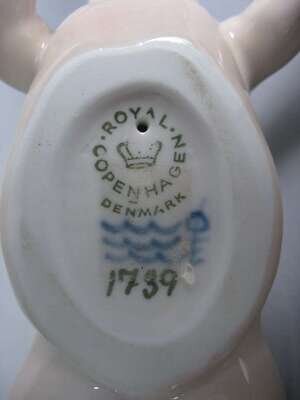 ROYAL
COPENHAGEN
DENMARK
1739